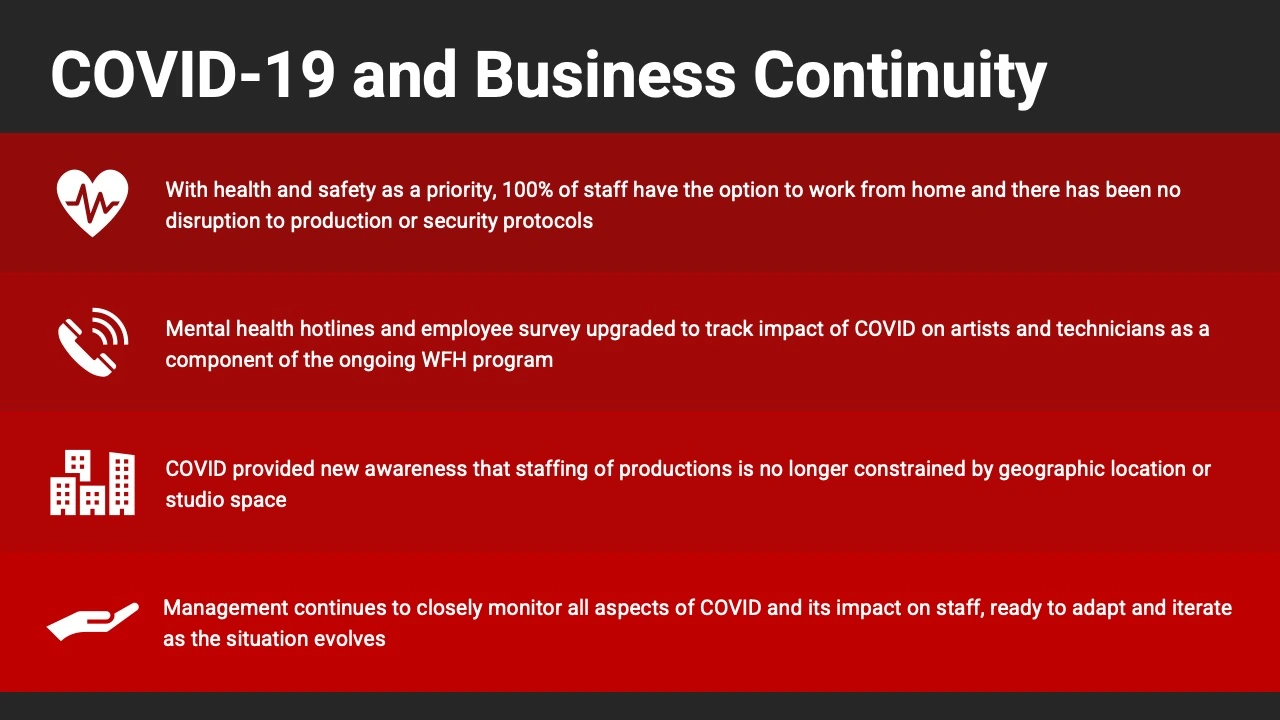 COVID-19 and Business Continuity
With health and safety as a priority, 100% of staff have the option to work from home and there has been no
disruption to production or security protocols
Mental health hotlines and employee survey upgraded to track impact of COVID on artists and technicians as a
component of the ongoing WFH program
COVID provided new awareness that staffing of productions is no longer constrained by geographic location or
studio space
Management continues to closely monitor all aspects of COVID and its impact on staff, ready to adapt and iterate
as the situation evolves